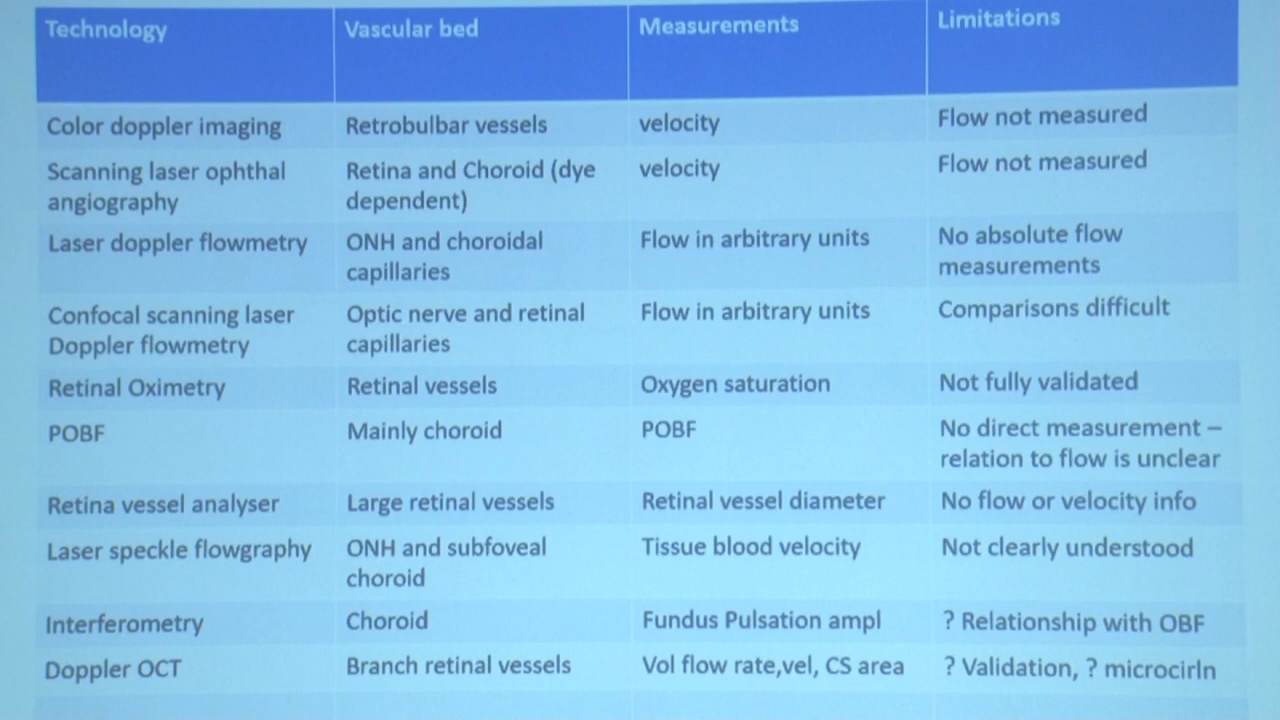 Technology Vascular bed Measurements Limitations
Color doppler imaging Retrobulbar vessels velocity Flow not measured
Scanning laser ophthal Retina and Choroid (dye velocity Flow not measured
angiography dependent)
Laser doppler flowmetry ONH and choroidal Flow in arbitrary units No absolute flow
capillaries measurements
Confocal scanning laser Optic nerve and retinal Flow in arbitrary units Comparisons difficult
Doppler flowmetry capillaries
Retinal Oximetry Retinal vessels Oxygen saturation Not fully validated
POBF Mainly choroid POBF No direct measurement –
relation to flow is unclear
Retina vessel analyser Large retinal vessels Retinal vessel diameter No flow or velocity info
Laser speckle flowgraphy ONH and subfoveal Tissue blood velocity Not clearly understood
choroid
Interferometry Choroid Fundus Pulsation ampl ? Relationship with OBF
Doppler OCT Branch retinal vessels Vol flow rate,vel, CS area ? Validation, ? microcirln